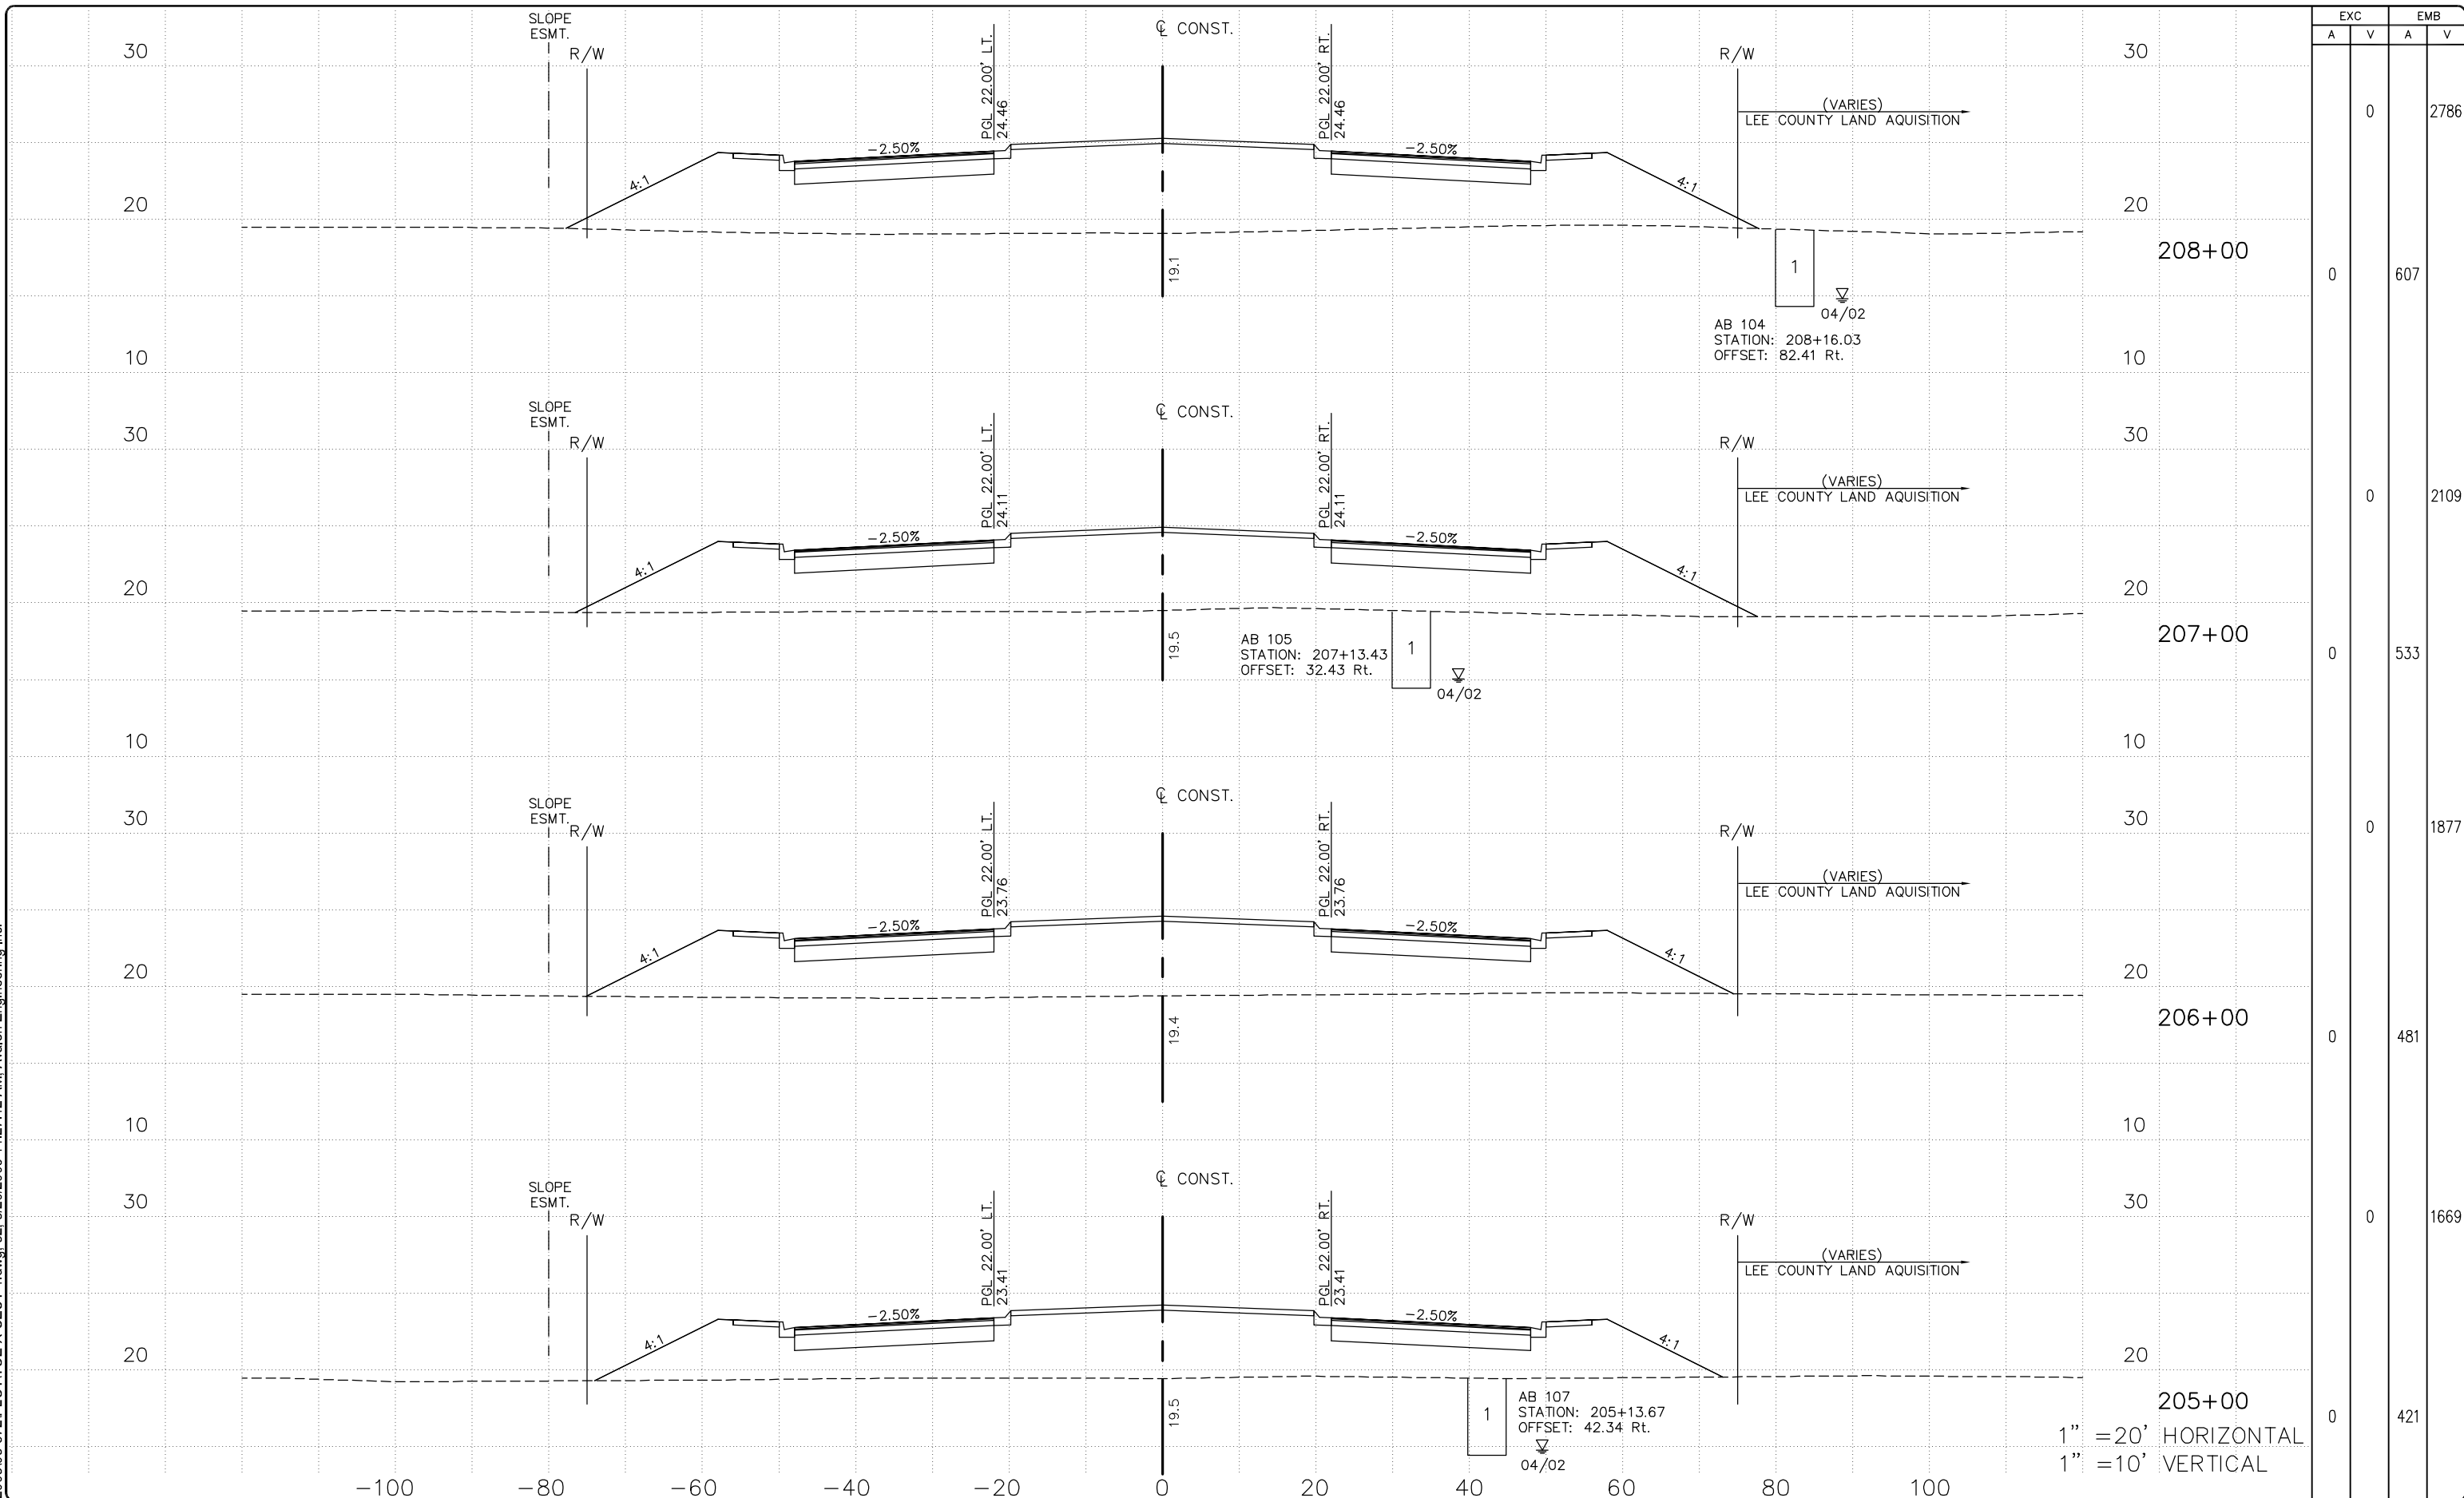 EXC EMB
A V A V
SLOPE
ESMT.
R/W
PGL 22.00' LT.
24.46
℄ CONST.
PGL 22.00' RT.
24.46
R/W
30 30
(VARIES)
LEE COUNTY LAND AQUISITION
0 2786
-2.50% -2.50%
4:1 4:1
20 20
208+00
19.1
1
0 607
04/02
AB 104
STATION: 208+16.03
OFFSET: 82.41 Rt.
10 10
SLOPE
ESMT.
R/W
PGL 22.00' LT.
24.11
℄ CONST.
PGL 22.00' RT.
24.11
R/W
30 30
(VARIES)
LEE COUNTY LAND AQUISITION
0 2109
-2.50% -2.50%
4:1 4:1
20 20
207+00
19.5
AB 105
STATION: 207+13.43
OFFSET: 32.43 Rt.
1
04/02
0 533
10 10
SLOPE
ESMT.
R/W
PGL 22.00' LT.
23.76
℄ CONST.
PGL 22.00' RT.
23.76
R/W
30 30
0 1877
(VARIES)
LEE COUNTY LAND AQUISITION
-2.50% -2.50%
4:1 4:1
20 20
206+00
19.4
0 481
10 10
SLOPE
ESMT.
R/W
PGL 22.00' LT.
23.41
℄ CONST.
PGL 22.00' RT.
23.41
R/W
30 30
0 1669
(VARIES)
LEE COUNTY LAND AQUISITION
-2.50% -2.50%
4:1 4:1
20 20
205+00
19.5
1
AB 107
STATION: 205+13.67
OFFSET: 42.34 Rt.
04/02
0 421
1" =20' HORIZONTAL
1" =10' VERTICAL
-100 -80 -60 -40 -20 0 20 40 60 80 100